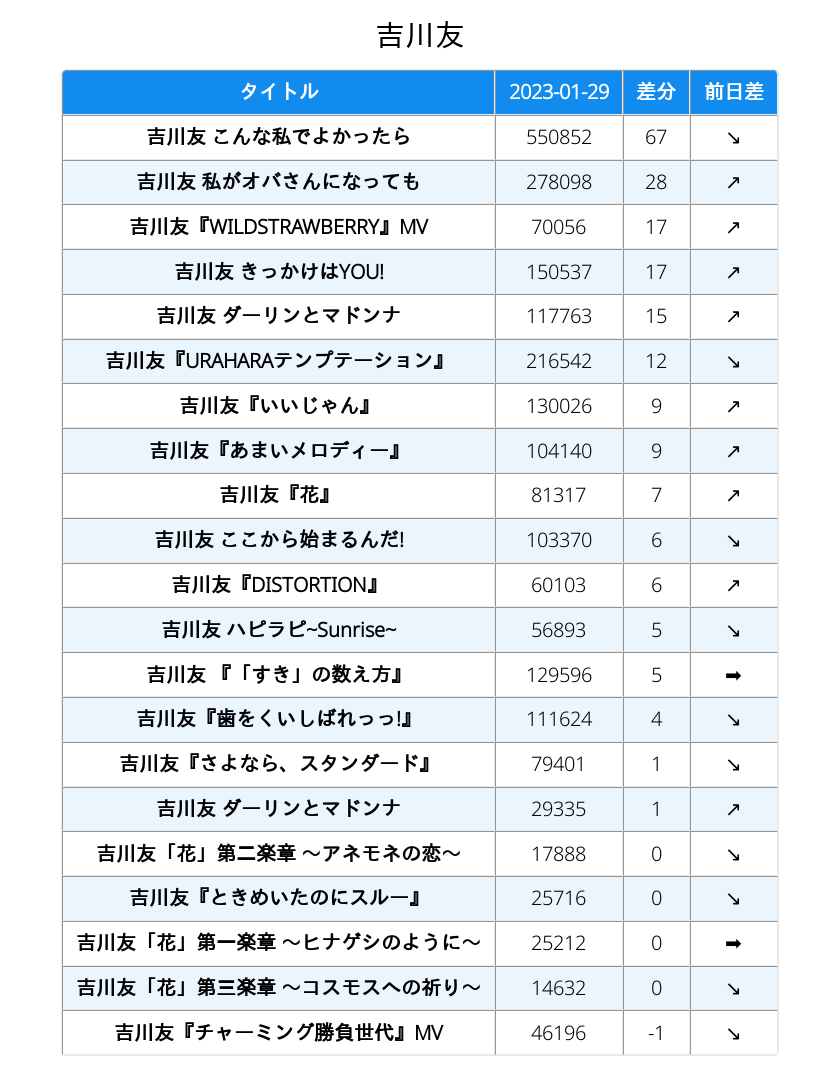 吉川友
タイトル 2023-01-29 差分 前日差
吉川友 こんな私でよかったら 550852 67 ↘
吉川友 私がオバさんになっても 278098 28 ↗
吉川友『WILDSTRAWBERRY』MV 70056 17 ↗
吉川友 きっかけはYOU! 150537 17 ↗
吉川友 ダーリンとマドンナ 117763 15 ↗
吉川友『URAHARAテンプテーション』 216542 12 ↘
吉川友『いいじゃん』 130026 9 ↗
吉川友『あまいメロディー』 104140 9 ↗
吉川友『花』 81317 7 ↗
吉川友 ここから始まるんだ! 103370 6 ↘
吉川友『DISTORTION』 60103 6 ↗
吉川友 ハピラピ~Sunrise~ 56893 5 ↘
吉川友 『「すき」の数え方』 129596 5 ➡
吉川友『歯をくいしばれっっ!』 111624 4 ↘
吉川友『さよなら、スタンダード』 79401 1 ↘
吉川友 ダーリンとマドンナ 29335 1 ↗
吉川友「花」第二楽章 〜アネモネの恋〜 17888 0 ↘
吉川友『ときめいたのにスルー』 25716 0 ↘
吉川友「花」第一楽章 〜ヒナゲシのように〜 25212 0 ➡
吉川友「花」第三楽章 〜コスモスへの祈り〜 14632 0 ↘
吉川友『チャーミング勝負世代』MV 46196 -1 ↘